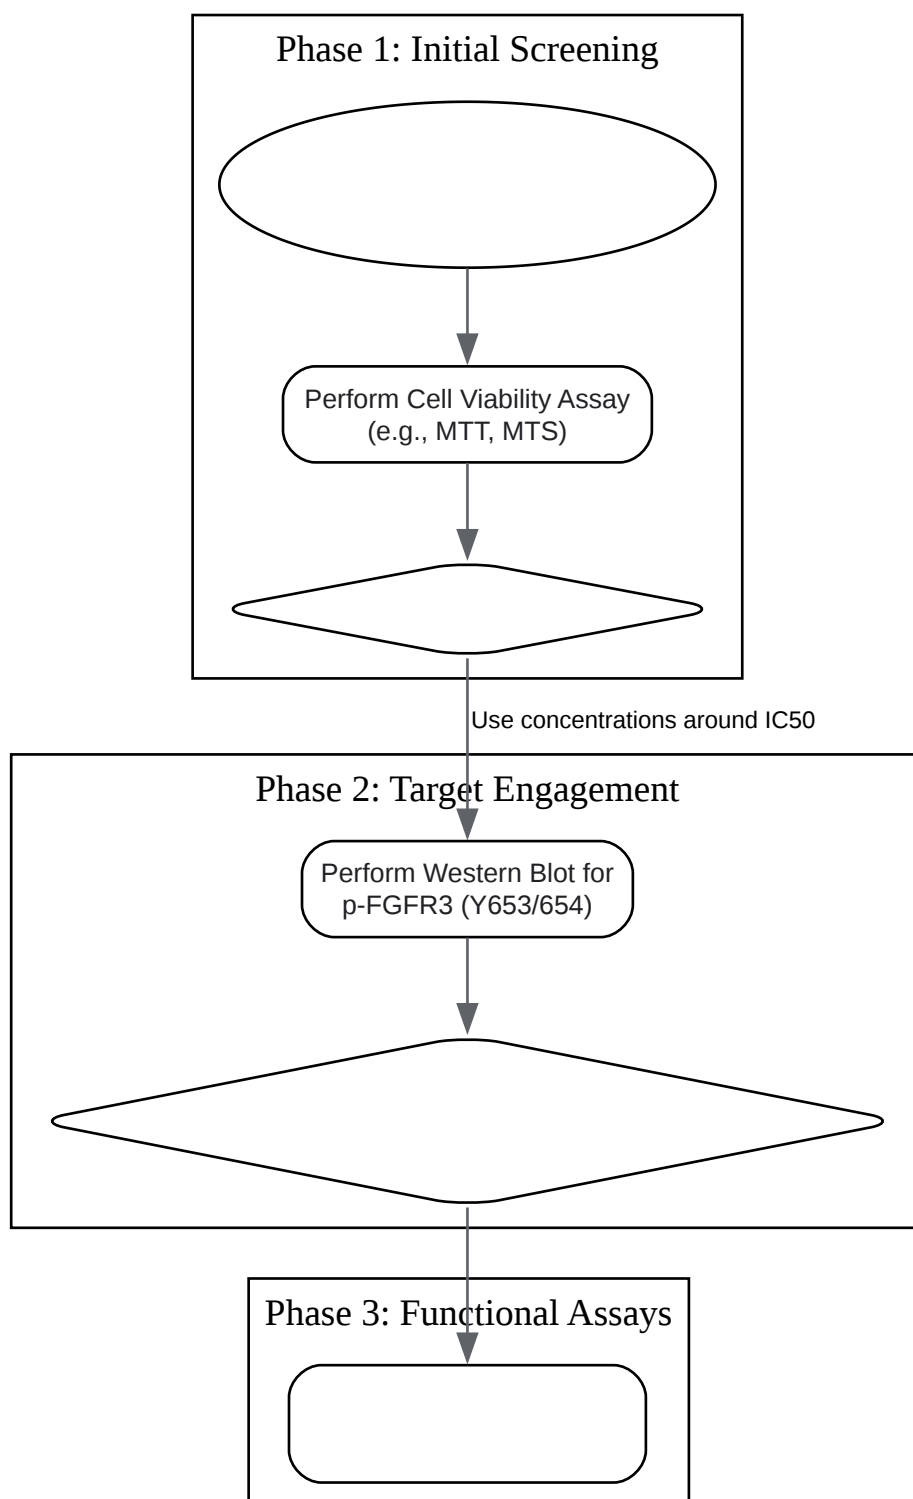 Phase 1: Initial Screening
Perform Cell Viability Assay
(e.g., MTT, MTS)
Use concentrations around IC50
Phase 2: Target Engagement
Perform Western Blot for
p-FGFR3 (Y653/654)
Phase 3: Functional Assays